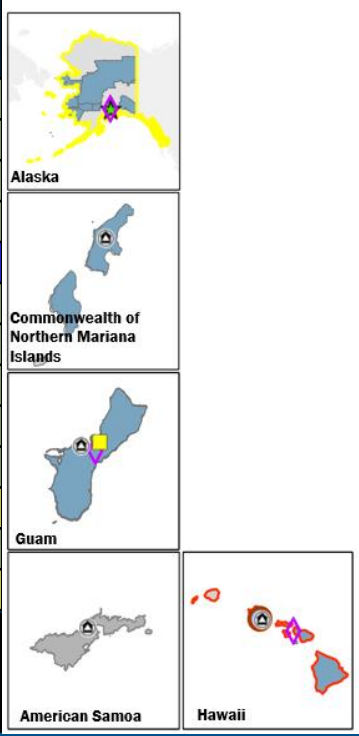 Alaska
Commonwealth of
Northern Mariana
Islands
Guam
American Samoa
Hawaii